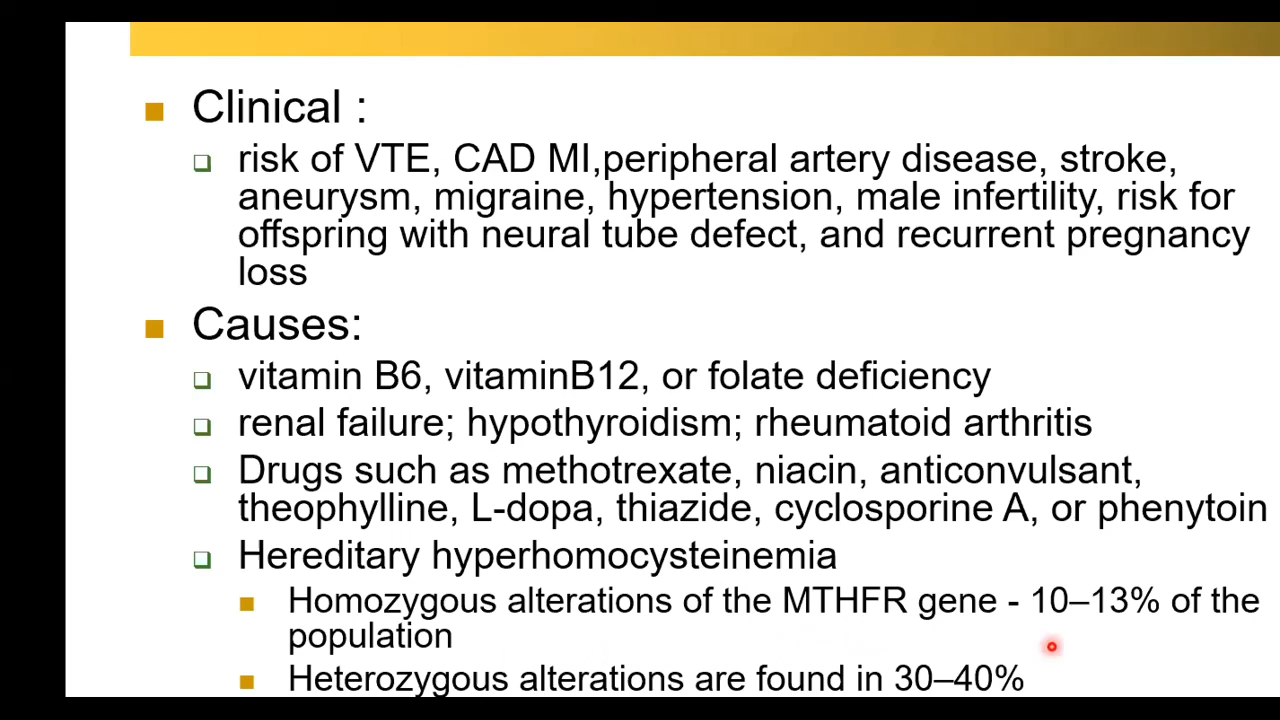 Clinical :
risk of VTE, CAD MI,peripheral artery disease, stroke,
aneurysm, migraine, hypertension, male infertility, risk for
offspring with neural tube defect, and recurrent pregnancy
loss
Causes:
vitamin B6, vitaminB12, or folate deficiency
renal failure; hypothyroidism; rheumatoid arthritis
Drugs such as methotrexate, niacin, anticonvulsant,
theophylline, L-dopa, thiazide, cyclosporine A, or phenytoin
Hereditary hyperhomocysteinemia
Homozygous alterations of the MTHFR gene - 10–13% of the
population
Heterozygous alterations are found in 30–40%